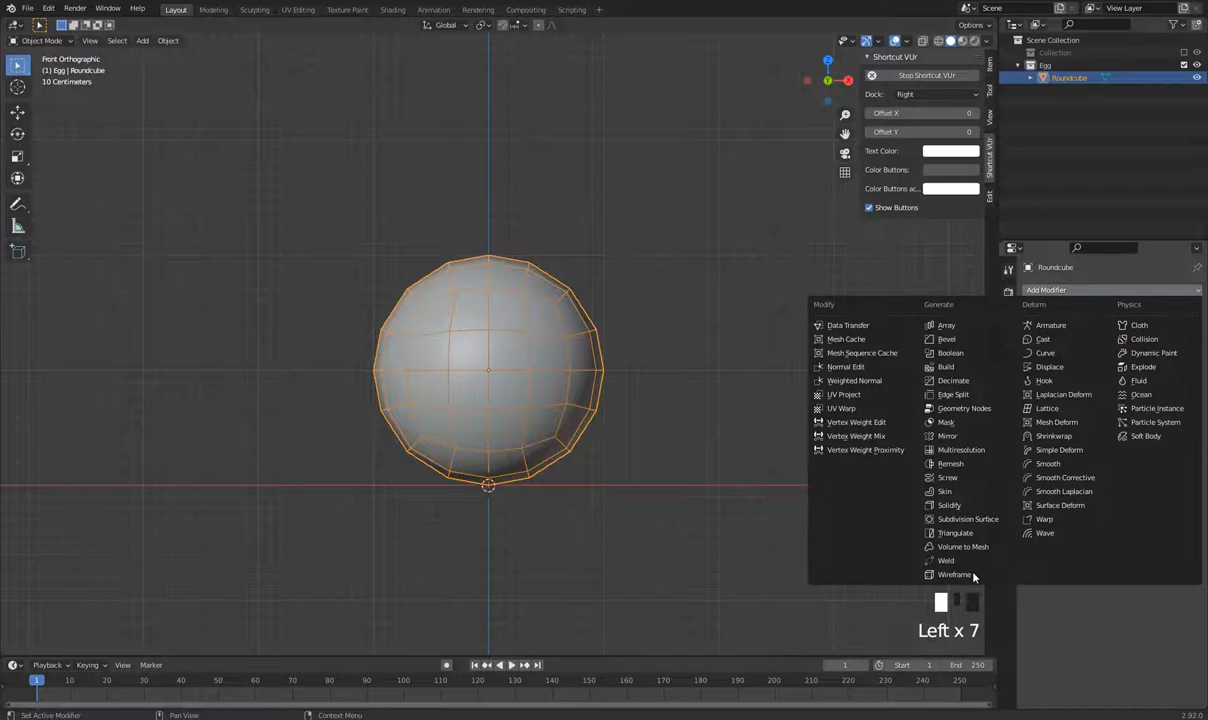 File Edit Render Window Help Layout Modeling Sculpting UV Editing Texture Paint Shading Animation Rendering Compositing Scripting + Scene View Layer
Global Options
Object Mode View Select Add Object
Front Orthographic
(1) Egg | Roundcube
10 Centimeters
Z
X
Y
Shortcut VUr
Stop Shortcut VUr
Dock: Right
Offset X 0
Offset Y 0
Text Color:
Color Buttons:
Color Buttons ac...
Show Buttons
Item
Tool
View
Shortcut VUr
Edit
Scene Collection
Collection
Egg
Roundcube
Roundcube
Add Modifier
Modify
Data Transfer
Mesh Cache
Mesh Sequence Cache
Normal Edit
Weighted Normal
UV Project
UV Warp
Vertex Weight Edit
Vertex Weight Mix
Vertex Weight Proximity
Generate
Array
Bevel
Boolean
Build
Decimate
Edge Split
Geometry Nodes
Mask
Mirror
Multiresolution
Remesh
Screw
Skin
Solidify
Subdivision Surface
Triangulate
Volume to Mesh
Weld
Wireframe
Deform
Armature
Cast
Curve
Displace
Hook
Laplacian Deform
Lattice
Mesh Deform
Shrinkwrap
Simple Deform
Smooth
Smooth Corrective
Smooth Laplacian
Surface Deform
Warp
Wave
Physics
Cloth
Collision
Dynamic Paint
Explode
Fluid
Ocean
Particle Instance
Particle System
Soft Body
Left x 7
Playback Keying View Marker 1 Start 1 End 250
1 10 20 30 40 50 60 70 80 90 100 110 120 130 140 150 160 170 180 190 200 210 220 230 240 250
Set Active Modifier Pan View Context Menu 2.92.0